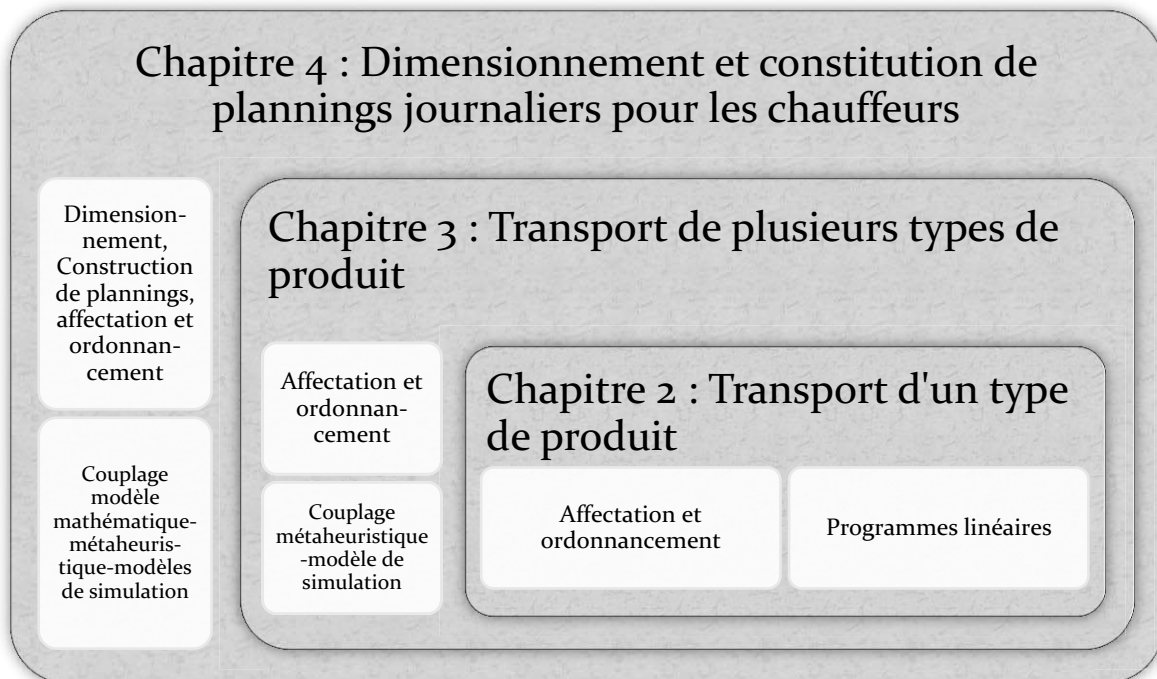 Chapitre 4 : Dimensionnement et constitution de
plannings journaliers pour les chauffeurs
Dimension-
nement,
Construction
de plannings,
affectation et
ordonnan-
cement
Couplage
modèle
mathématique-
métaheuris-
tique-modèles
de simulation
Chapitre 3 : Transport de plusieurs types de
produit
Affectation et
ordonnan-
cement
Couplage
métaheuristique
-modèle de
simulation
Chapitre 2 : Transport d'un type
de produit
Affectation et
ordonnancement
Programmes linéaires